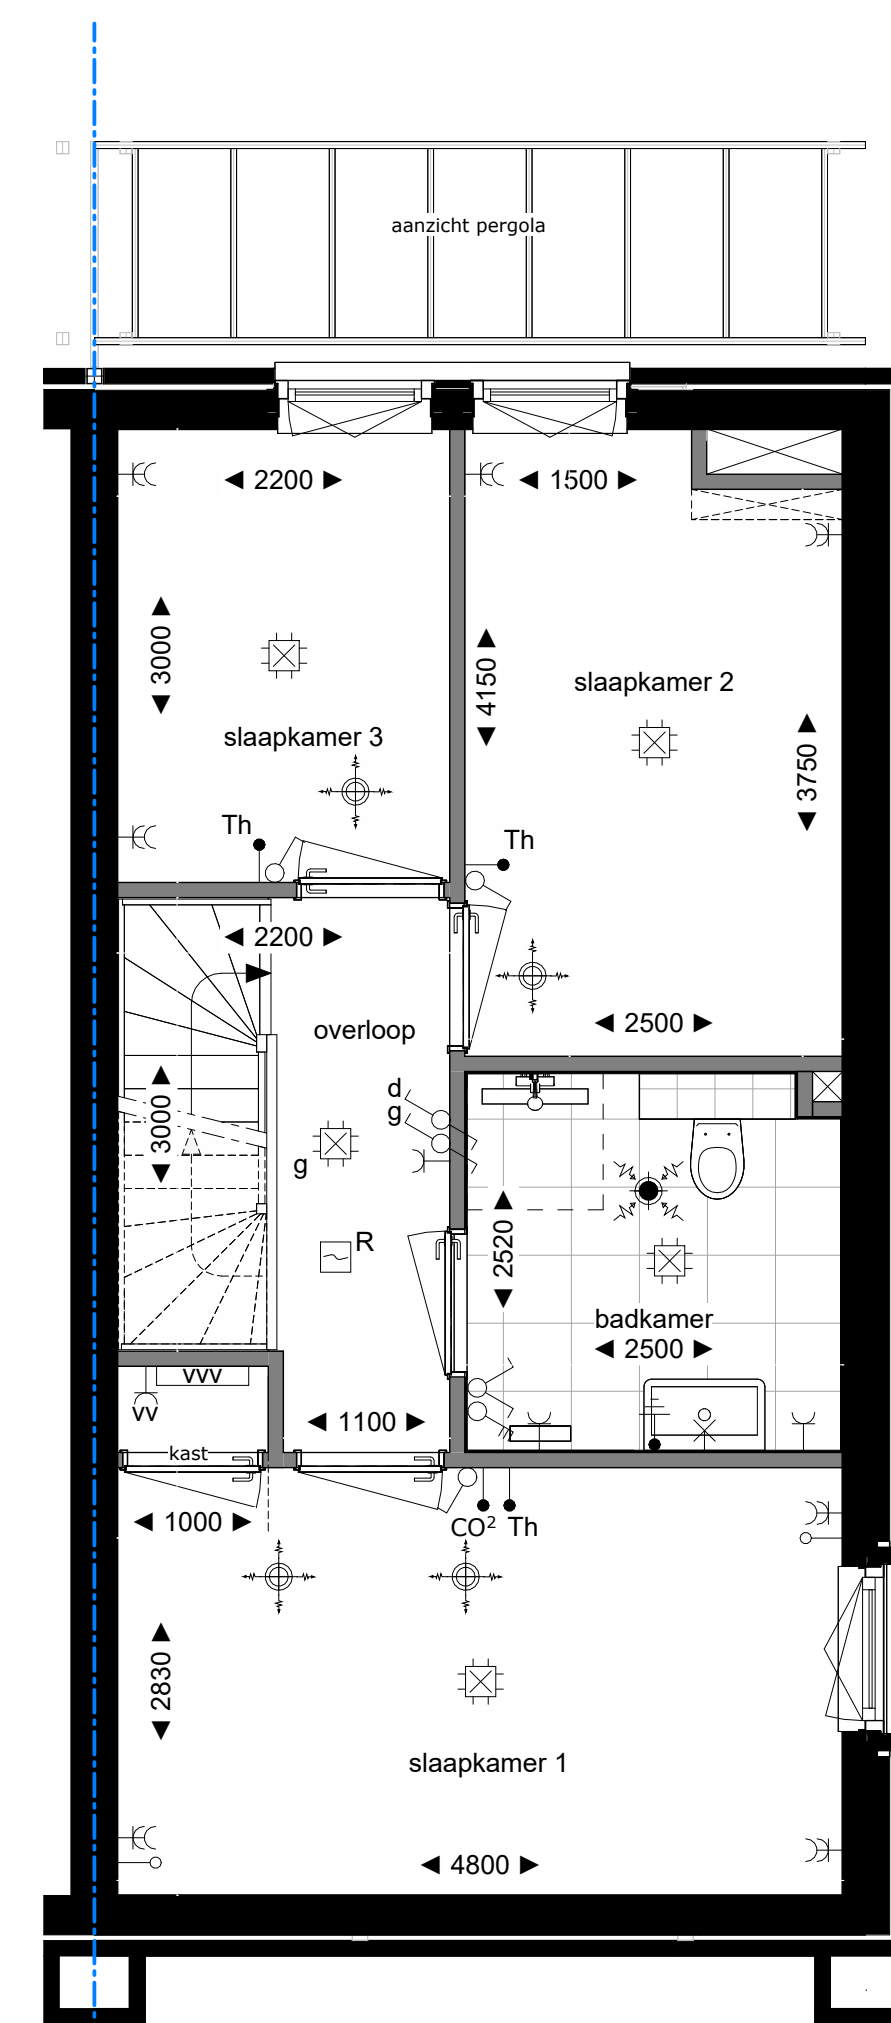 aanzicht pergola
2200
1500
3000
4150
slaapkamer 2
slaapkamer 3
3750
Th
Th
2200
2500
overloop
3000
d
g
g
R
2520
badkamer
2500
vvv
vv
1100
kast
1000
CO²
Th
2830
slaapkamer 1
4800